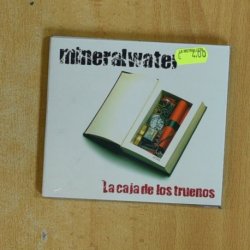 mineralwater
La caja de los truenos